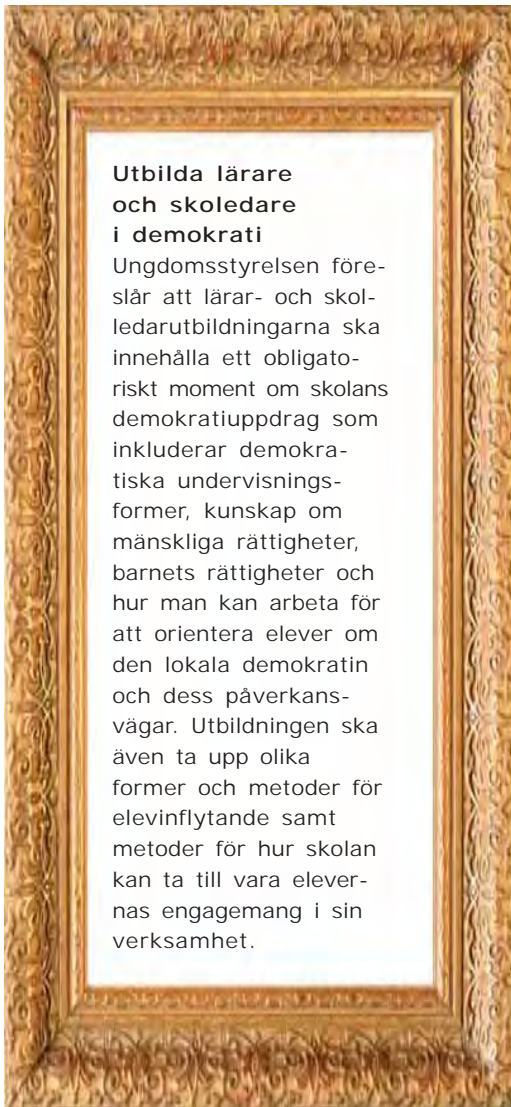 Utbilda lärare
och skoledare
i demokrati
Ungdomsstyrelsen före-
slår att lärar- och skol-
ledarutbildningarna ska
innehålla ett obligato-
riskt moment om skolans
demokratiuppdrag som
inkluderar demokra-
tiska undervisnings-
former, kunskap om
mänskliga rättigheter,
barnets rättigheter och
hur man kan arbeta för
att orientera elever om
den lokala demokratin
och dess påverkans-
vägar. Utbildningen ska
även ta upp olika
former och metoder för
elevinflytande samt
metoder för hur skolan
kan ta till vara elever-
nas engagemang i sin
verksamhet.